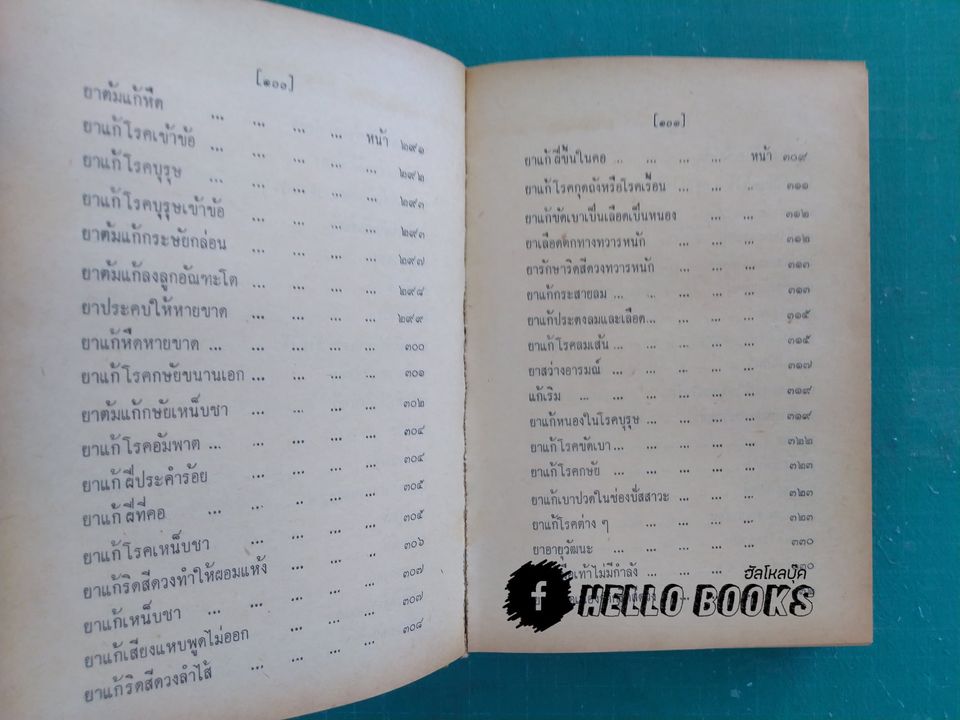 [๑๐๐]
ยาต้มแก้หืด ... ... ... ... หน้า ๒๙๑
ยาแก้โรคเข้าข้อ ... ... ... ... ๒๙๒
ยาแก้โรคบุรุษ ... ... ... ... ๒๙๓
ยาแก้โรคบุรุษเข้าข้อ ... ... ... ๒๙๓
ยาต้มแก้กระษัยกล่อน ... ... ... ... ๒๙๗
ยาต้มแก้ลงลูกอัณฑะโต ... ... ... ... ๒๙๘
ยาประคบให้หายขาด ... ... ... ... ๒๙๙
ยาแก้หืดหายขาด ... ... ... ... ๓๐๐
ยาแก้โรคกษัยขนานเอก ... ... ... ... ๓๐๑
ยาต้มแก้กษัยเหน็บชา ... ... ... ... ๓๐๒
ยาแก้โรคอัมพาต ... ... ... ... ๓๐๔
ยาแก้ฝีประคำร้อย ... ... ... ... ๓๐๔
ยาแก้ฝีที่คอ ... ... ... ... ๓๐๕
ยาแก้โรคเหน็บชา ... ... ... ... ๓๐๕
ยาแก้ริดสีดวงทำให้ผอมแห้ง ... ... ... ๓๐๖
ยาแก้เหน็บชา ... ... ... ... ๓๐๗
ยาแก้เสียงแหบพูดไม่ออก ... ... ... ๓๐๗
ยาแก้ริดสีดวงลำไส้ ... ... ... ... ๓๐๘
[๑๐๑]
ยาแก้ฝีขึ้นในคอ ... ... ... ... หน้า ๓๐๙
ยาแก้โรคกุดถังหรือโรคเรื้อน ... ... ... ๓๑๑
ยาแก้ขัดเบาเป็นเลือดเป็นหนอง ... ... ๓๑๒
ยาเลือดตกทางทวารหนัก ... ... ... ๓๑๒
ยารักษาริดสีดวงทวารหนัก ... ... ... ๓๑๓
ยาแก้กระสายลม ... ... ... ... ๓๑๓
ยาแก้ประดงลมและเลือด... ... ... ... ๓๑๕
ยาแก้โรคลมเส้น ... ... ... ... ๓๑๕
ยาสว่างอารมณ์ ... ... ... ... ๓๑๗
แก้เริม ... ... ... ... ... ๓๑๙
ยาแก้หนองในโรคบุรุษ ... ... ... ... ๓๑๙
ยาแก้โรคขัดเบา ... ... ... ... ๓๒๒
ยาแก้โรคกษัย ... ... ... ... ๓๒๓
ยาแก้เบาปวดในช่องปัสสาวะ ... ... ... ๓๒๓
ยาแก้โรคต่าง ๆ ... ... ... ... ๓๒๓
ยาอายุวัฒนะ ... ... ... ... ๓๓๐
เท้าไม่มีกำลัง ... ... ... ...
f ฮัลโหลบุ๊ค
HELLO BOOKS